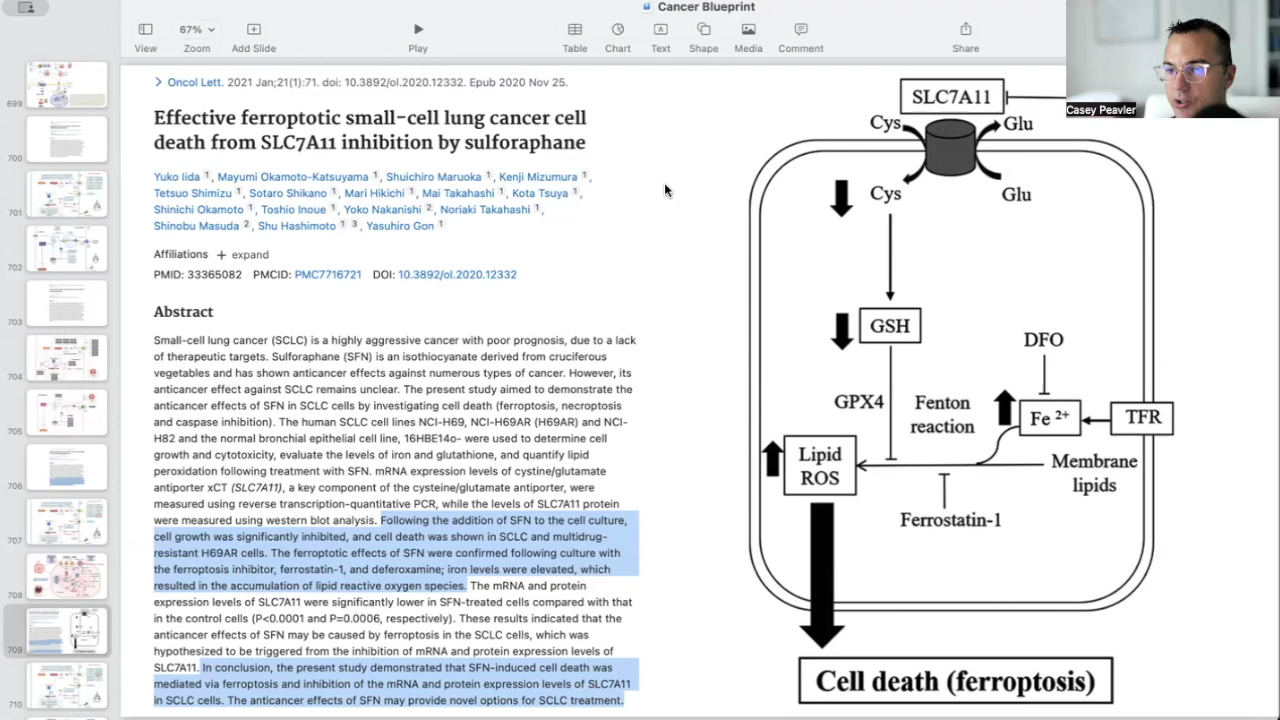 Cancer Blueprint
67%
View
Zoom
Add Slide
Play
Table
Chart
Text
Shape
Media
Comment
Share
Casey Peavler
699
700
701
702
703
704
705
706
707
708
709
710
Oncol Lett. 2021 Jan;21(1):71. doi: 10.3892/ol.2020.12332. Epub 2020 Nov 25.
Effective ferroptotic small-cell lung cancer cell
death from SLC7A11 inhibition by sulforaphane
Yuko Iida 1, Mayumi Okamoto-Katsuyama 1, Shuichiro Maruoka 1, Kenji Mizumura 1,
Tetsuo Shimizu 1, Sotaro Shikano 1, Mari Hikichi 1, Mai Takahashi 1, Kota Tsuya 1,
Shinichi Okamoto 1, Toshio Inoue 1, Yoko Nakanishi 2, Noriaki Takahashi 1,
Shinobu Masuda 2, Shu Hashimoto 1 3, Yasuhiro Gon 1
Affiliations + expand
PMID: 33365082 PMCID: PMC7716721 DOI: 10.3892/ol.2020.12332
Abstract
Small-cell lung cancer (SCLC) is a highly aggressive cancer with poor prognosis, due to a lack
of therapeutic targets. Sulforaphane (SFN) is an isothiocyanate derived from cruciferous
vegetables and has shown anticancer effects against numerous types of cancer. However, its
anticancer effect against SCLC remains unclear. The present study aimed to demonstrate the
anticancer effects of SFN in SCLC cells by investigating cell death (ferroptosis, necroptosis
and caspase inhibition). The human SCLC cell lines NCI-H69, NCI-H69AR (H69AR) and NCI-
H82 and the normal bronchial epithelial cell line, 16HBE14o- were used to determine cell
growth and cytotoxicity, evaluate the levels of iron and glutathione, and quantify lipid
peroxidation following treatment with SFN. mRNA expression levels of cystine/glutamate
antiporter xCT (SLC7A11), a key component of the cysteine/glutamate antiporter, were
measured using reverse transcription-quantitative PCR, while the levels of SLC7A11 protein
were measured using western blot analysis. Following the addition of SFN to the cell culture,
cell growth was significantly inhibited, and cell death was shown in SCLC and multidrug-
resistant H69AR cells. The ferroptotic effects of SFN were confirmed following culture with
the ferroptosis inhibitor, ferrostatin-1, and deferoxamine; iron levels were elevated, which
resulted in the accumulation of lipid reactive oxygen species. The mRNA and protein
expression levels of SLC7A11 were significantly lower in SFN-treated cells compared with that
in the control cells (P<0.0001 and P=0.0006, respectively). These results indicated that the
anticancer effects of SFN may be caused by ferroptosis in the SCLC cells, which was
hypothesized to be triggered from the inhibition of mRNA and protein expression levels of
SLC7A11. In conclusion, the present study demonstrated that SFN-induced cell death was
mediated via ferroptosis and inhibition of the mRNA and protein expression levels of SLC7A11
in SCLC cells. The anticancer effects of SFN may provide novel options for SCLC treatment.
SLC7A11
Cys
Glu
Cys
Glu
GSH
DFO
GPX4
Fenton
reaction
Fe 2+
TFR
Lipid
ROS
Membrane
lipids
Ferrostatin-1
Cell death (ferroptosis)